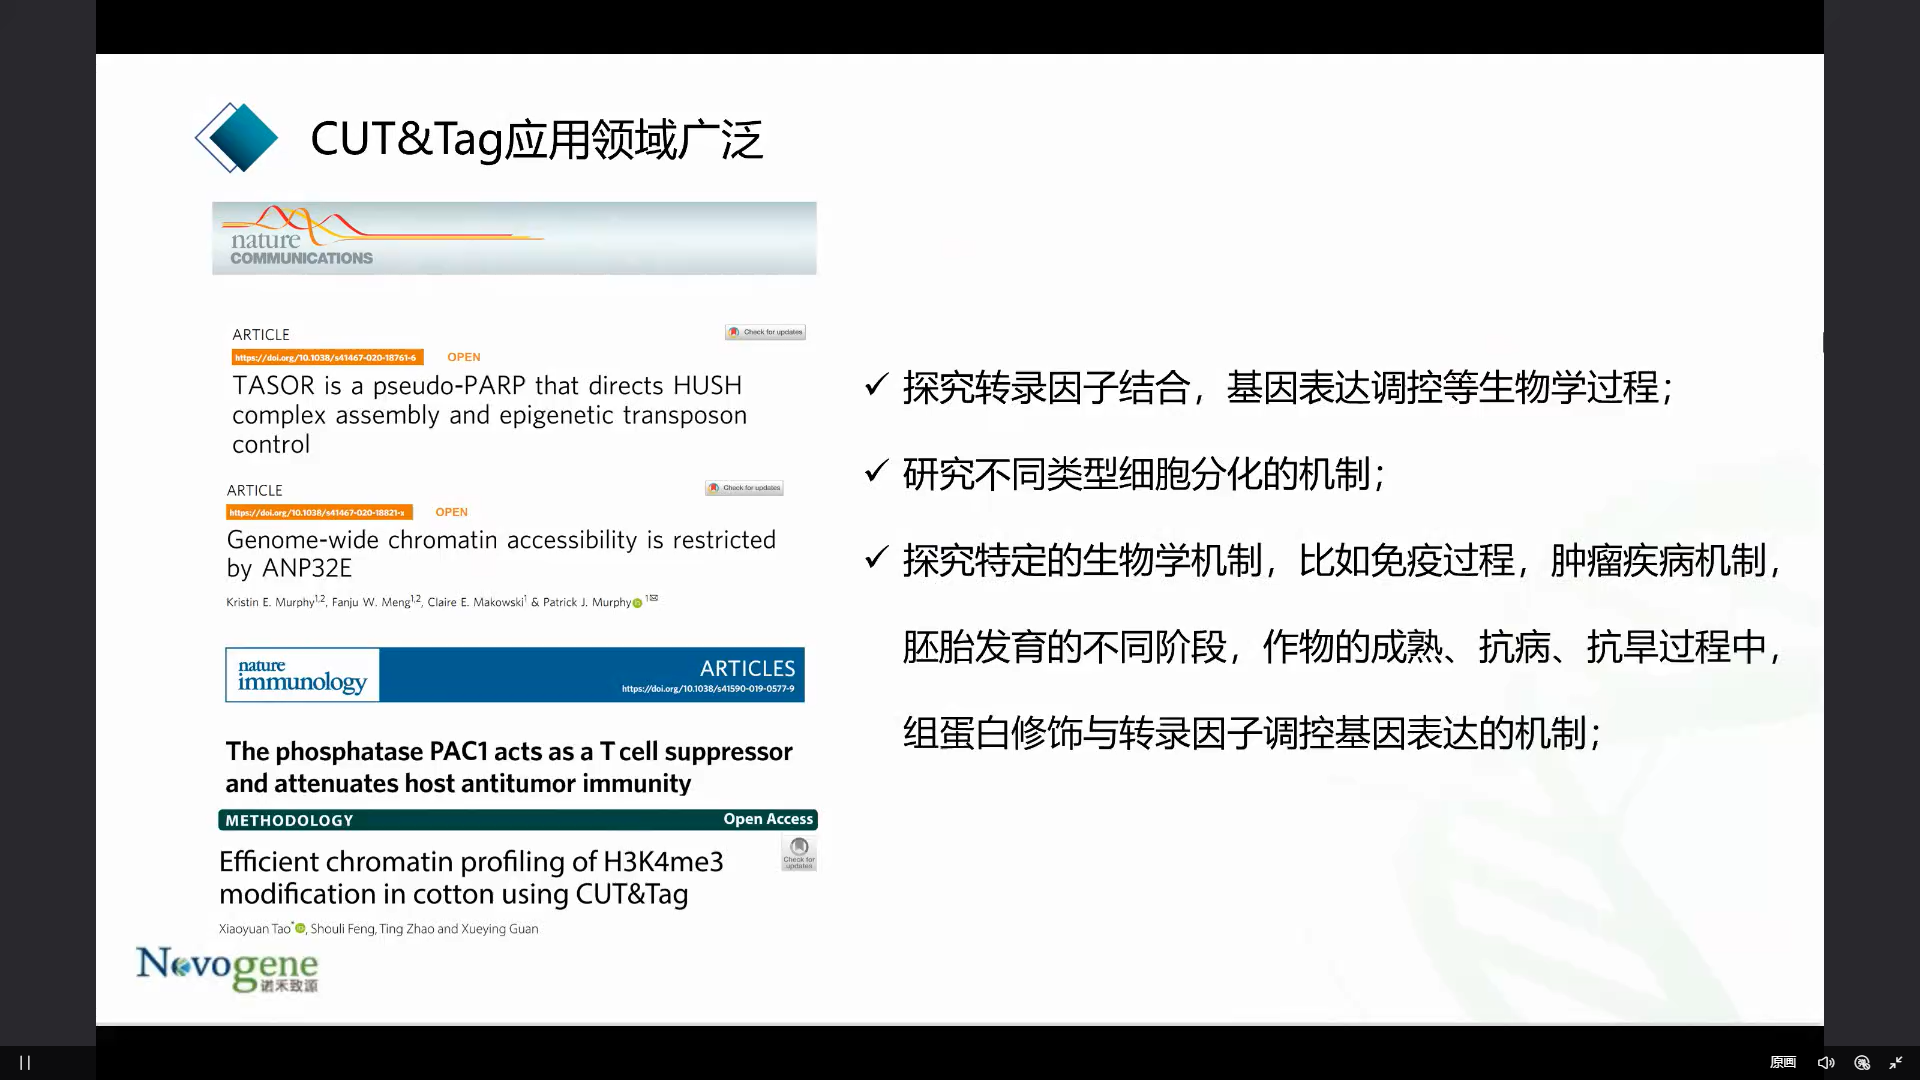 CUT&Tag应用领域广泛
nature
COMMUNICATIONS
ARTICLE
Check for updates
https://doi.org/10.1038/s41467-020-18761-6 OPEN
TASOR is a pseudo-PARP that directs HUSH
complex assembly and epigenetic transposon
control
ARTICLE
Check for updates
https://doi.org/10.1038/s41467-020-18821-x OPEN
Genome-wide chromatin accessibility is restricted
by ANP32E
Kristin E. Murphy1,2, Fanju W. Meng1,2, Claire E. Makowski1 & Patrick J. Murphy 1✉
nature
immunology
ARTICLES
https://doi.org/10.1038/s41590-019-0577-9
The phosphatase PAC1 acts as a T cell suppressor
and attenuates host antitumor immunity
METHODOLOGY Open Access
Check for
updates
Efficient chromatin profiling of H3K4me3
modification in cotton using CUT&Tag
Xiaoyuan Tao*, Shouli Feng, Ting Zhao and Xueying Guan
Novogene
诺禾致源
✓ 探究转录因子结合，基因表达调控等生物学过程；
✓ 研究不同类型细胞分化的机制；
✓ 探究特定的生物学机制，比如免疫过程，肿瘤疾病机制，
胚胎发育的不同阶段，作物的成熟、抗病、抗旱过程中，
组蛋白修饰与转录因子调控基因表达的机制；
原画